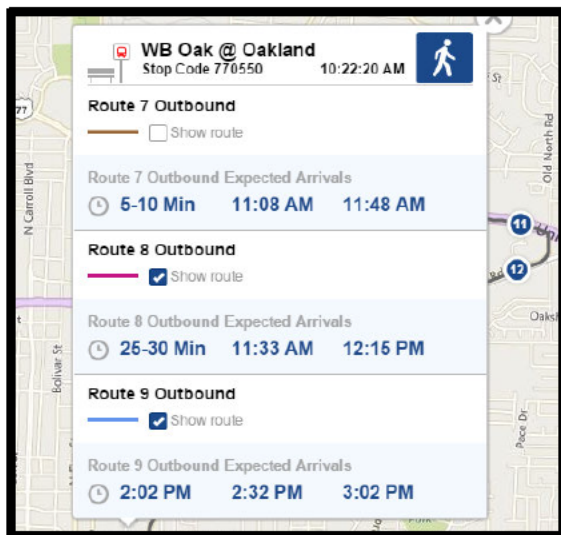 WB Oak @ Oakland
Stop Code 770550 10:22:20 AM
Route 7 Outbound
Show route
Route 7 Outbound Expected Arrivals
5-10 Min 11:08 AM 11:48 AM
Route 8 Outbound
Show route
Route 8 Outbound Expected Arrivals
25-30 Min 11:33 AM 12:15 PM
Route 9 Outbound
Show route
Route 9 Outbound Expected Arrivals
2:02 PM 2:32 PM 3:02 PM
77
N Carroll Blvd
Bolivar St
St
Old North Rd
11
Uni
12
Rd
Oaks
Pace Dr